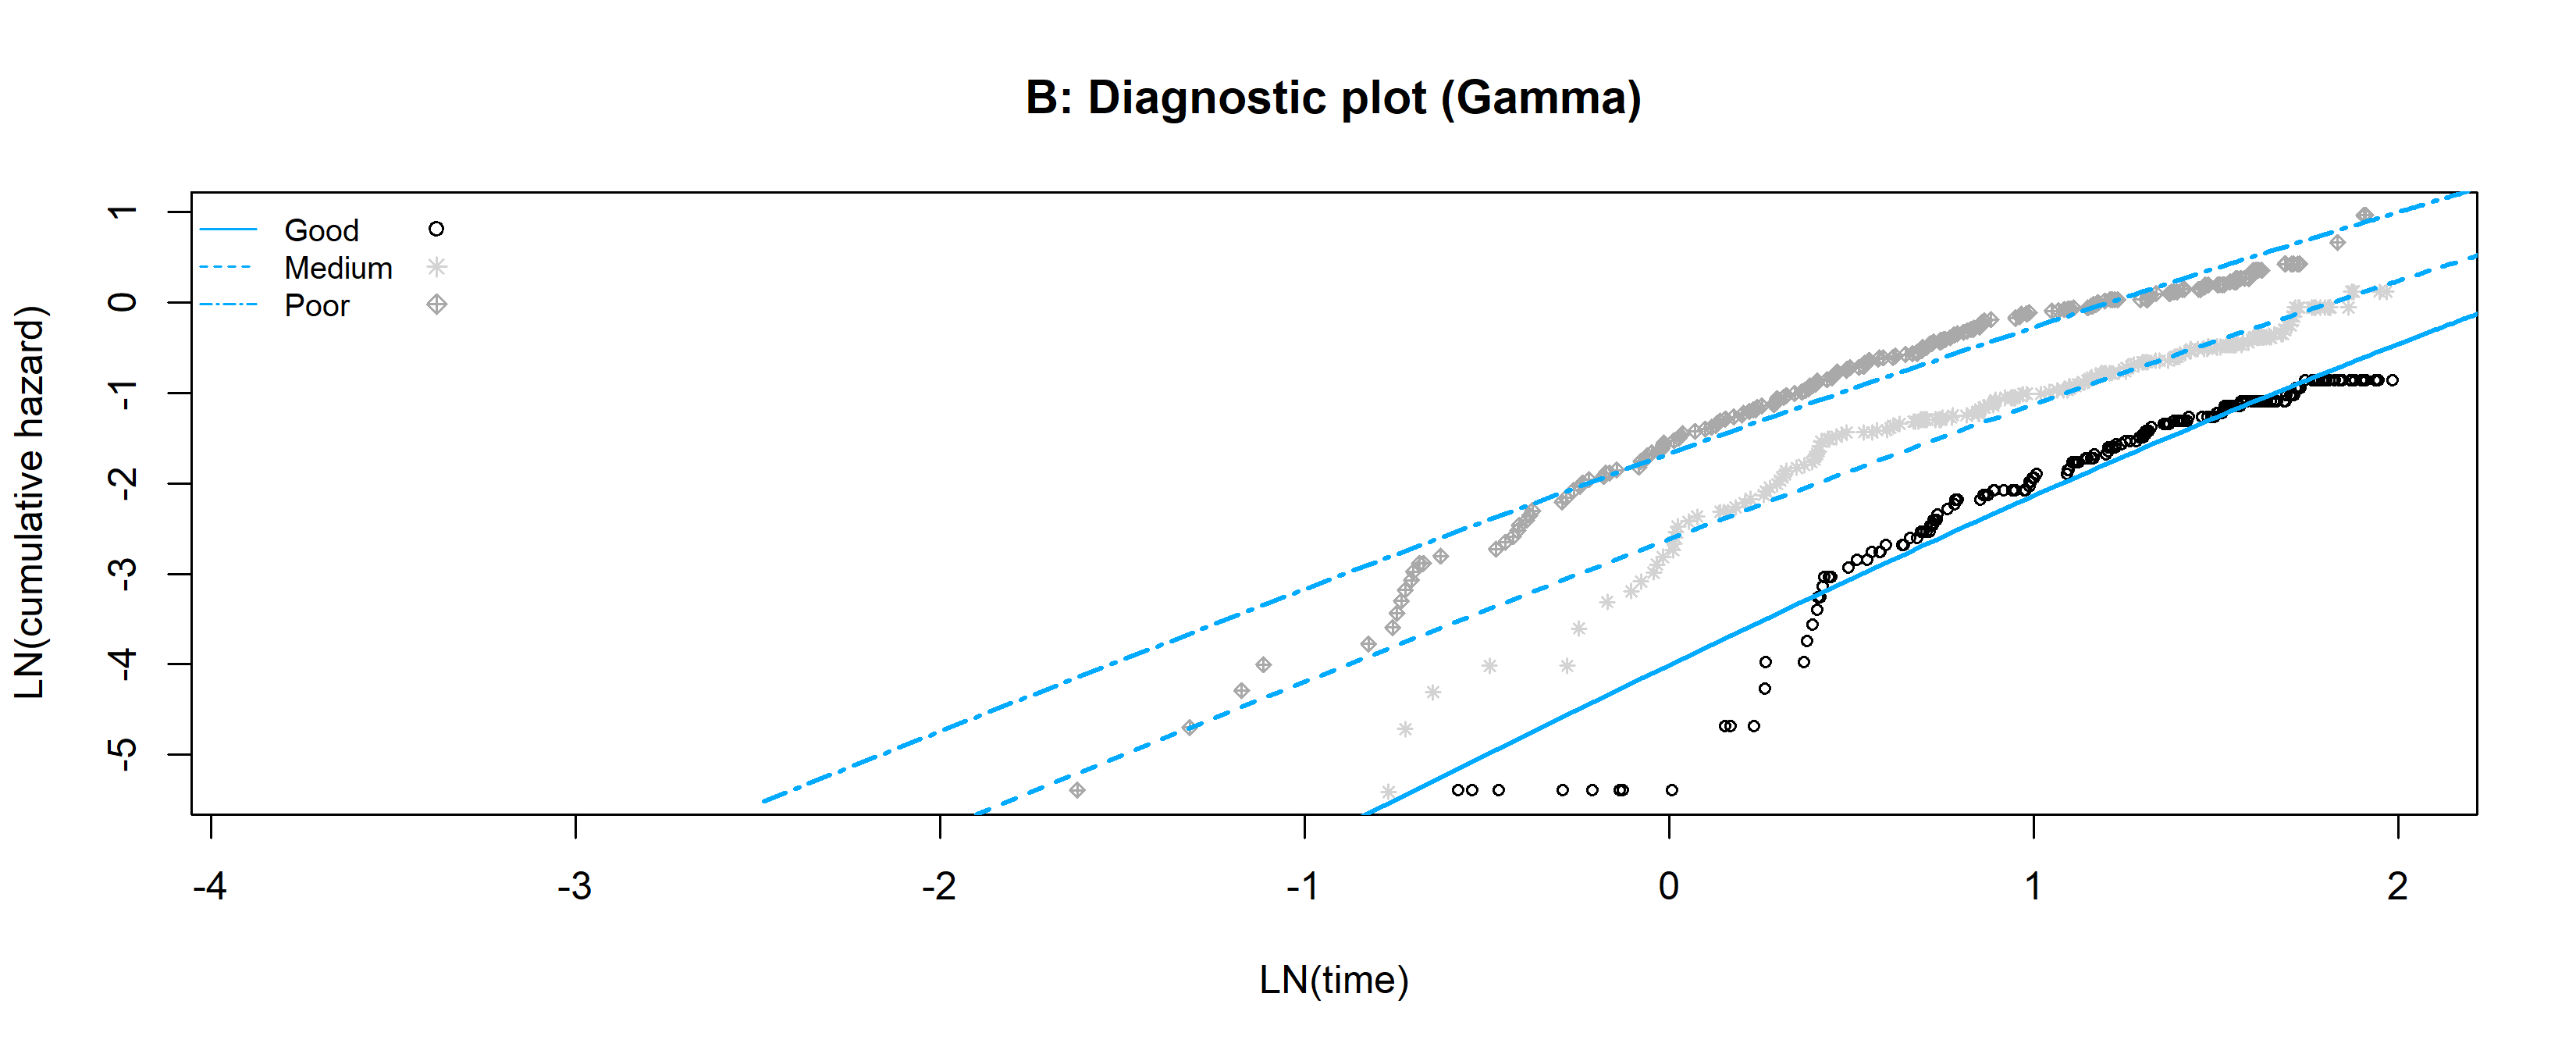 B: Diagnostic plot (Gamma)
LN(cumulative hazard)
1
0
-1
-2
-3
-4
-5
Good
Medium
Poor
-4 -3 -2 -1 0 1 2
LN(time)